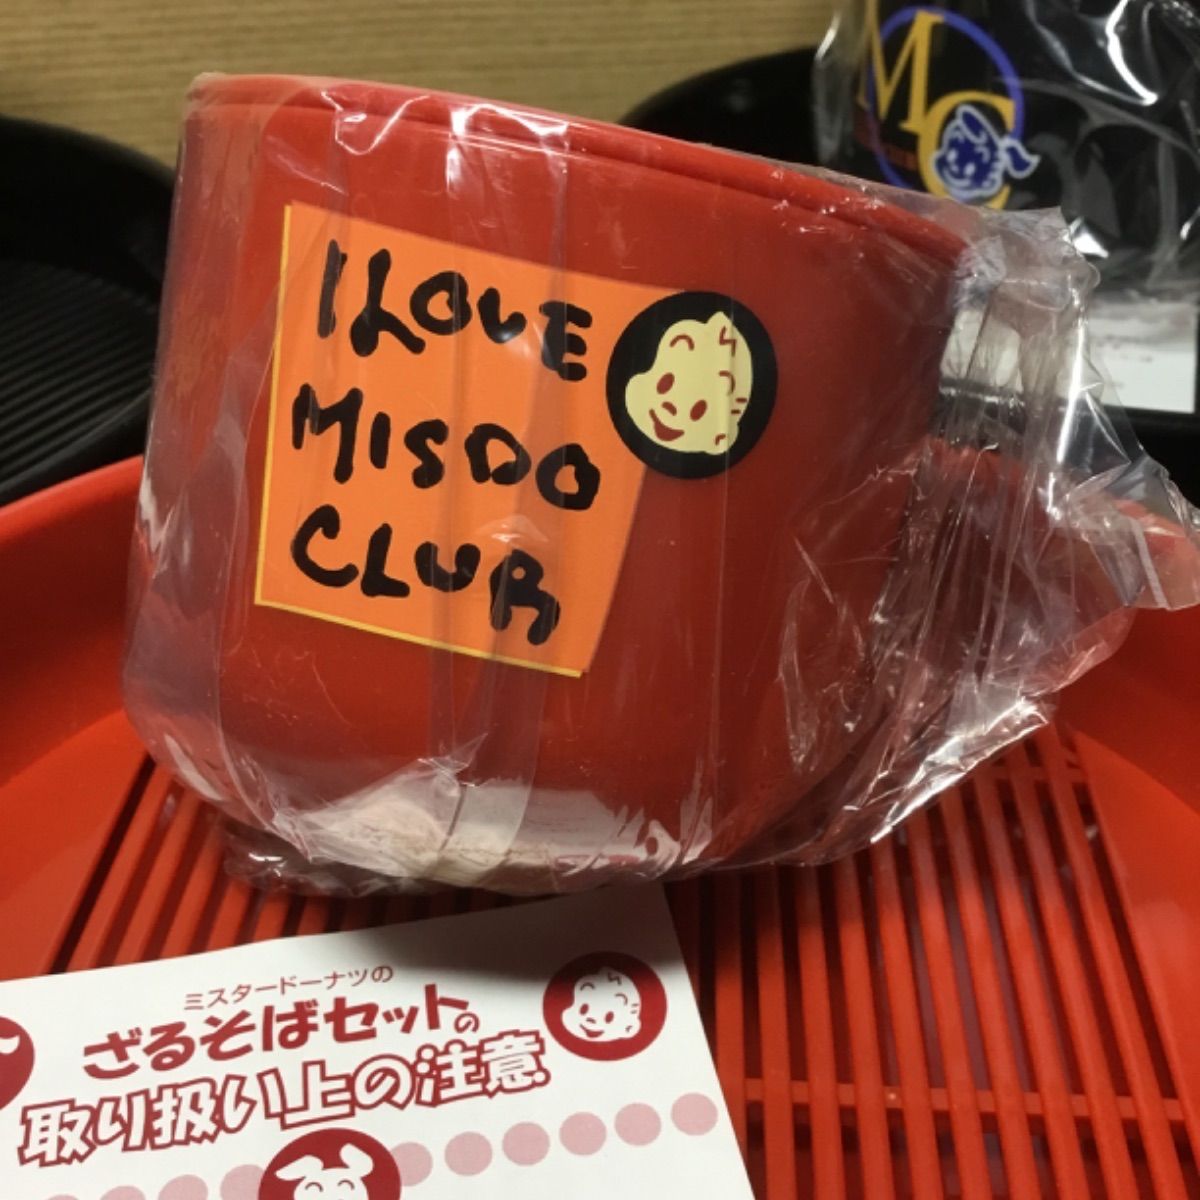 MC
I LOVE
MISDO
CLUB
ミスタードーナツの
ざるそばセットの
取り扱い上の注意